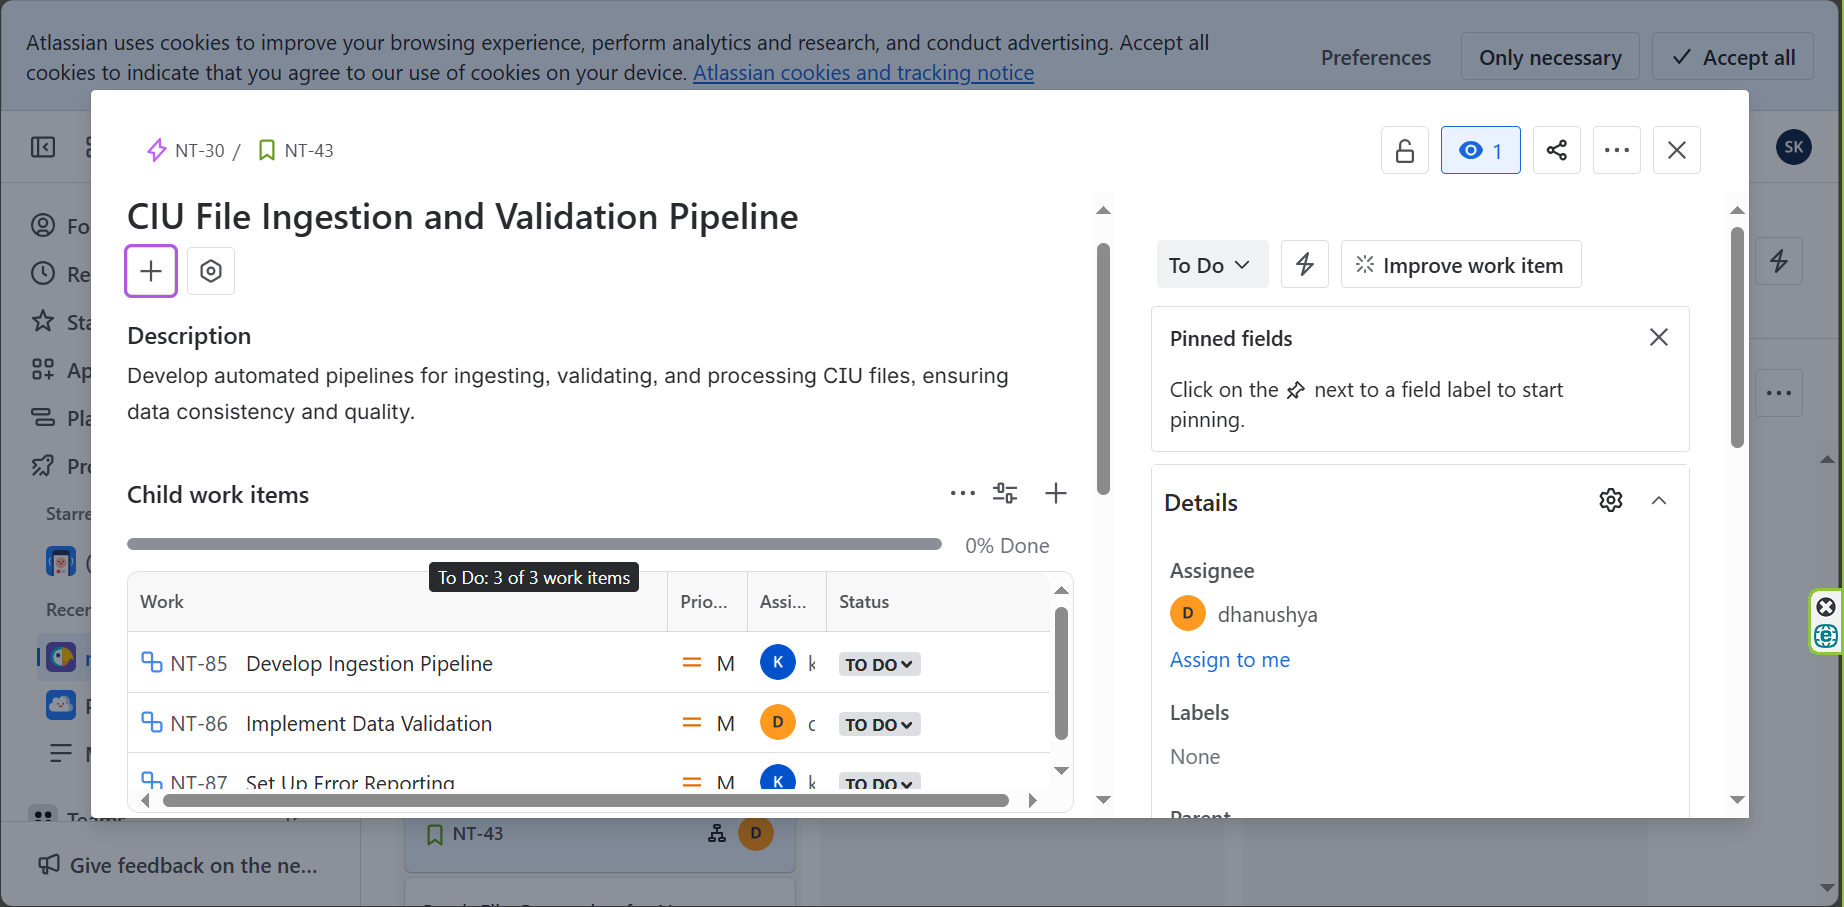 Atlassian uses cookies to improve your browsing experience, perform analytics and research, and conduct advertising. Accept all
cookies to indicate that you agree to our use of cookies on your device. Atlassian cookies and tracking notice
Preferences
Only necessary
Accept all
NT-30 / NT-43
1
SK
CIU File Ingestion and Validation Pipeline
To Do
Improve work item
Description
Develop automated pipelines for ingesting, validating, and processing CIU files, ensuring
data consistency and quality.
Pinned fields
Click on the next to a field label to start
pinning.
Child work items
0% Done
To Do: 3 of 3 work items
Work
Prio...
Assi...
Status
NT-85 Develop Ingestion Pipeline M K k TO DO
NT-86 Implement Data Validation M D TO DO
NT-87 Set Up Error Reporting M K k TO DO
Details
Assignee
D dhanushya
Assign to me
Labels
None
Parent
Fo
Re
Sta
Ap
Pla
Pro
Starre
Recen
Teams
Give feedback on the ne...
NT-43
D